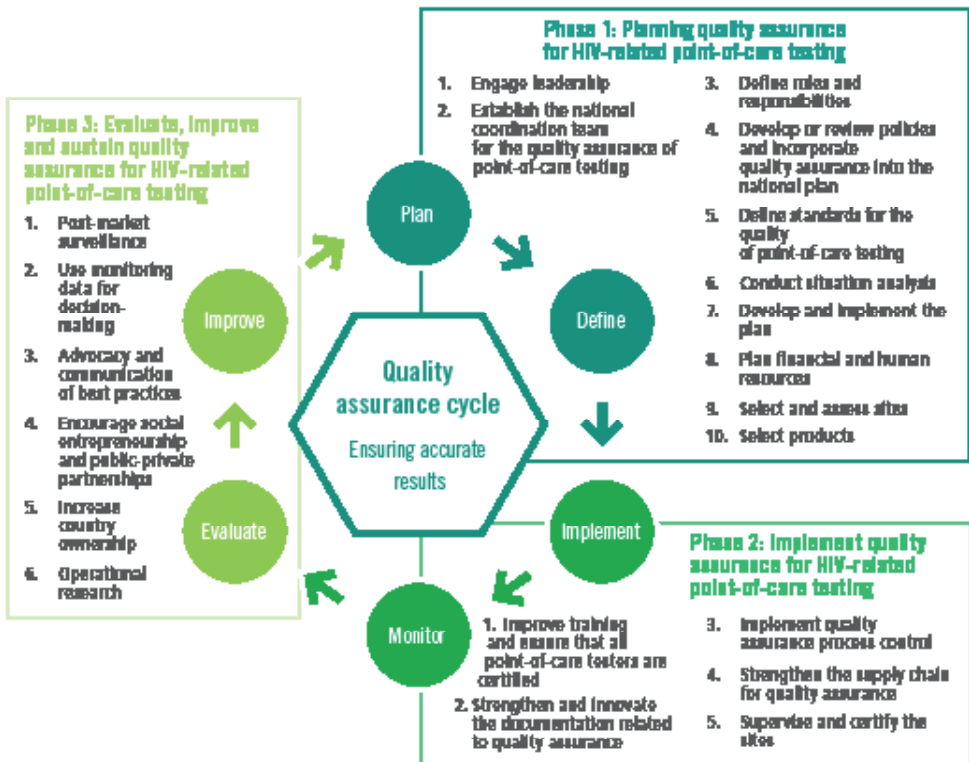 Phase 1: Planning quality assurance
for HIV-related point-of-care testing
1. Engage leadership
2. Establish the national
coordination team
for the quality assurance of
point-of-care testing
3. Define roles and
responsibilities
4. Develop or review policies
and incorporate
quality assurance into the
national plan
5. Define standards for the
quality
of point-of-care testing
6. Conduct situation analysis
7. Develop and implement the
plan
8. Plan financial and human
resources
9. Select and assess sites
10. Select products
Phase 3: Evaluate, improve
and sustain quality
assurance for HIV-related
point-of-care testing
1. Post-market
surveillance
2. Use monitoring
data for
decision-
making
3. Advocacy and
communication
of best practices
4. Encourage social
entrepreneurship
and public-private
partnerships
5. Increase
country
ownership
6. Operational
research
Plan
Define
Implement
Monitor
Evaluate
Improve
Quality
assurance cycle
Ensuring accurate
results
Phase 2: Implement quality
assurance for HIV-related
point-of-care testing
1. Improve training
and ensure that all
point-of-care testers are
certified
2. Strengthen and innovate
the documentation related
to quality assurance
3. Implement quality
assurance process control
4. Strengthen the supply chain
for quality assurance
5. Supervise and certify the
sites